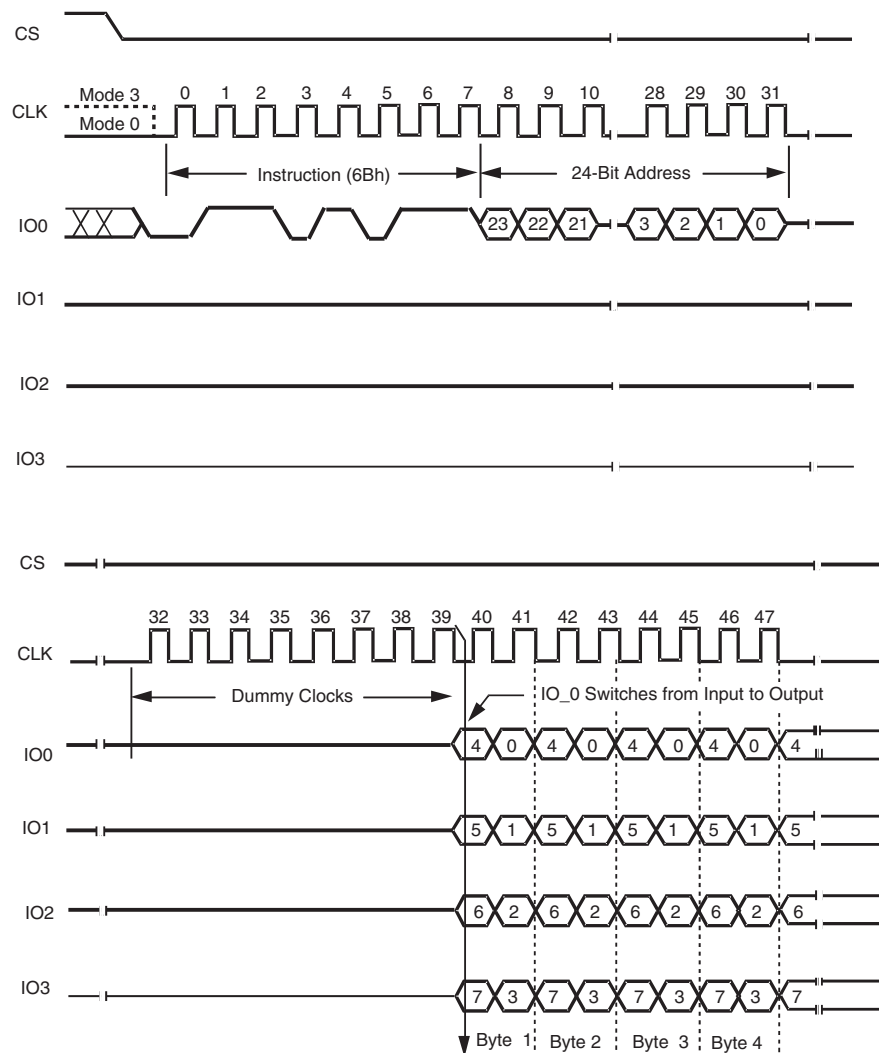 CS
Mode 3
CLK
Mode 0
0 1 2 3 4 5 6 7 8 9 10 28 29 30 31
Instruction (6Bh)
24-Bit Address
IO0
23 22 21 3 2 1 0
IO1
IO2
IO3
CS
32 33 34 35 36 37 38 39 40 41 42 43 44 45 46 47
CLK
Dummy Clocks
IO_0 Switches from Input to Output
IO0
4 0 4 0 4 0 4 0 4
IO1
5 1 5 1 5 1 5 1 5
IO2
6 2 6 2 6 2 6 2 6
IO3
7 3 7 3 7 3 7 3 7
Byte 1 Byte 2 Byte 3 Byte 4